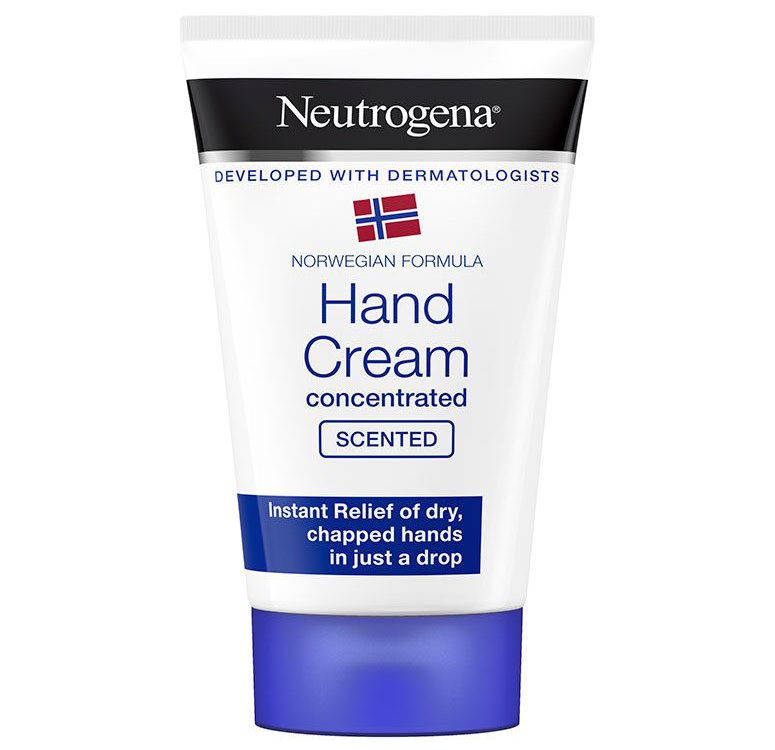 Neutrogena®
DEVELOPED WITH DERMATOLOGISTS
NORWEGIAN FORMULA
Hand
Cream
concentrated
SCENTED
Instant Relief of dry,
chapped hands
in just a drop